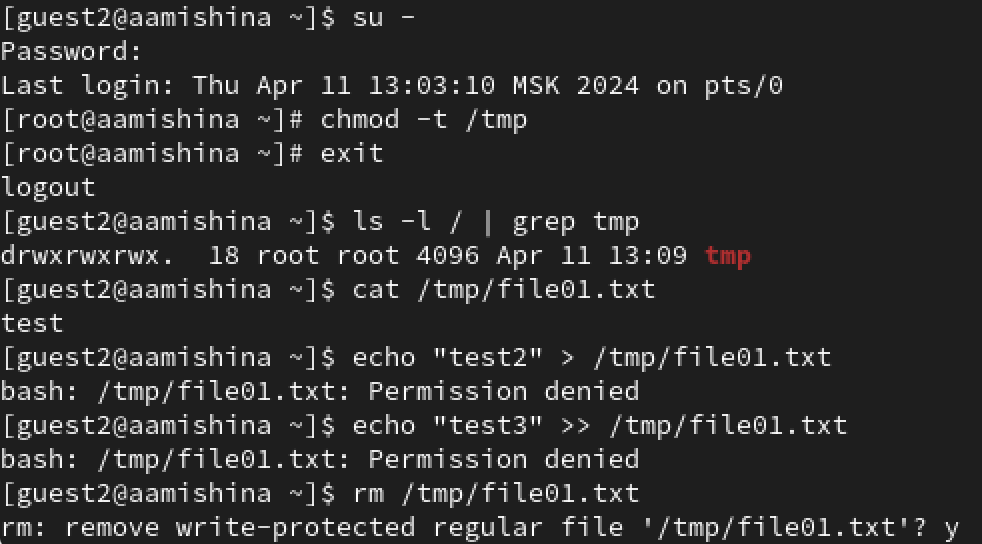 [guest2@aamishina ~]$ su -
Password:
Last login: Thu Apr 11 13:03:10 MSK 2024 on pts/0
[root@aamishina ~]# chmod -t /tmp
[root@aamishina ~]# exit
logout
[guest2@aamishina ~]$ ls -l / | grep tmp
drwxrwxrwx.  18 root root 4096 Apr 11 13:09 tmp
[guest2@aamishina ~]$ cat /tmp/file01.txt
test
[guest2@aamishina ~]$ echo "test2" > /tmp/file01.txt
bash: /tmp/file01.txt: Permission denied
[guest2@aamishina ~]$ echo "test3" >> /tmp/file01.txt
bash: /tmp/file01.txt: Permission denied
[guest2@aamishina ~]$ rm /tmp/file01.txt
rm: remove write-protected regular file '/tmp/file01.txt'? y